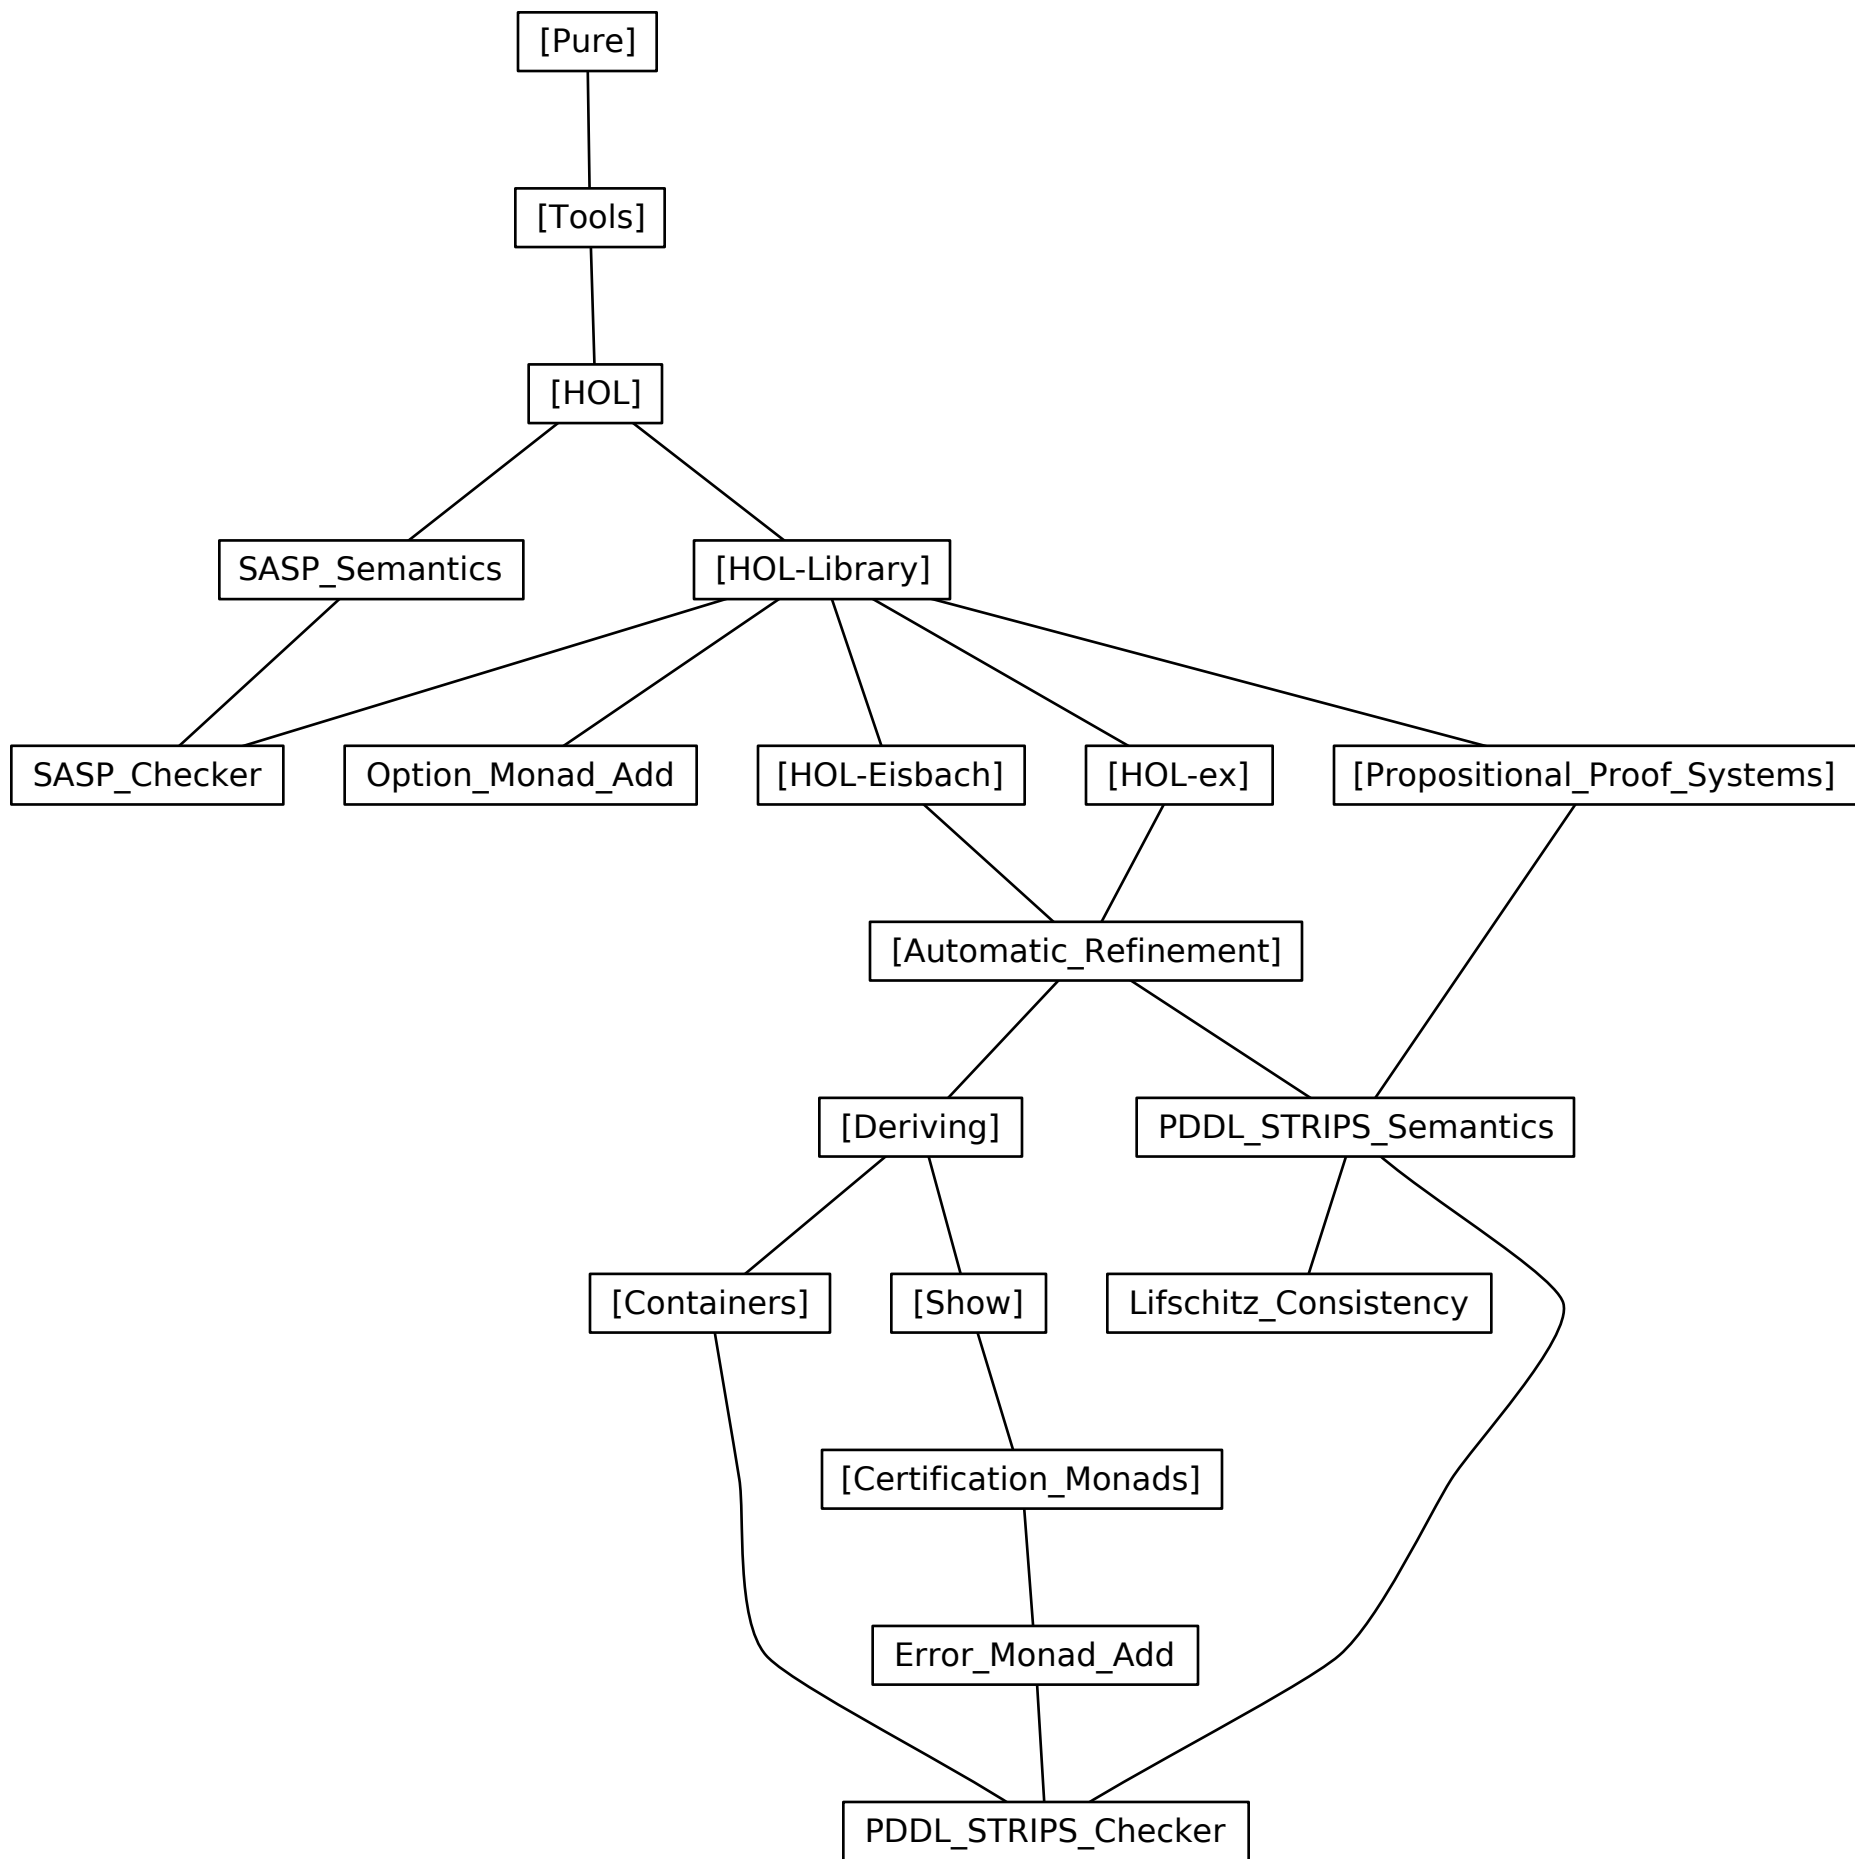 [Pure]
[Tools]
[HOL]
SASP_Semantics
[HOL-Library]
SASP_Checker
Option_Monad_Add
[HOL-Eisbach]
[HOL-ex]
[Propositional_Proof_Systems]
[Automatic_Refinement]
[Deriving]
PDDL_STRIPS_Semantics
[Containers]
[Show]
Lifschitz_Consistency
[Certification_Monads]
Error_Monad_Add
PDDL_STRIPS_Checker